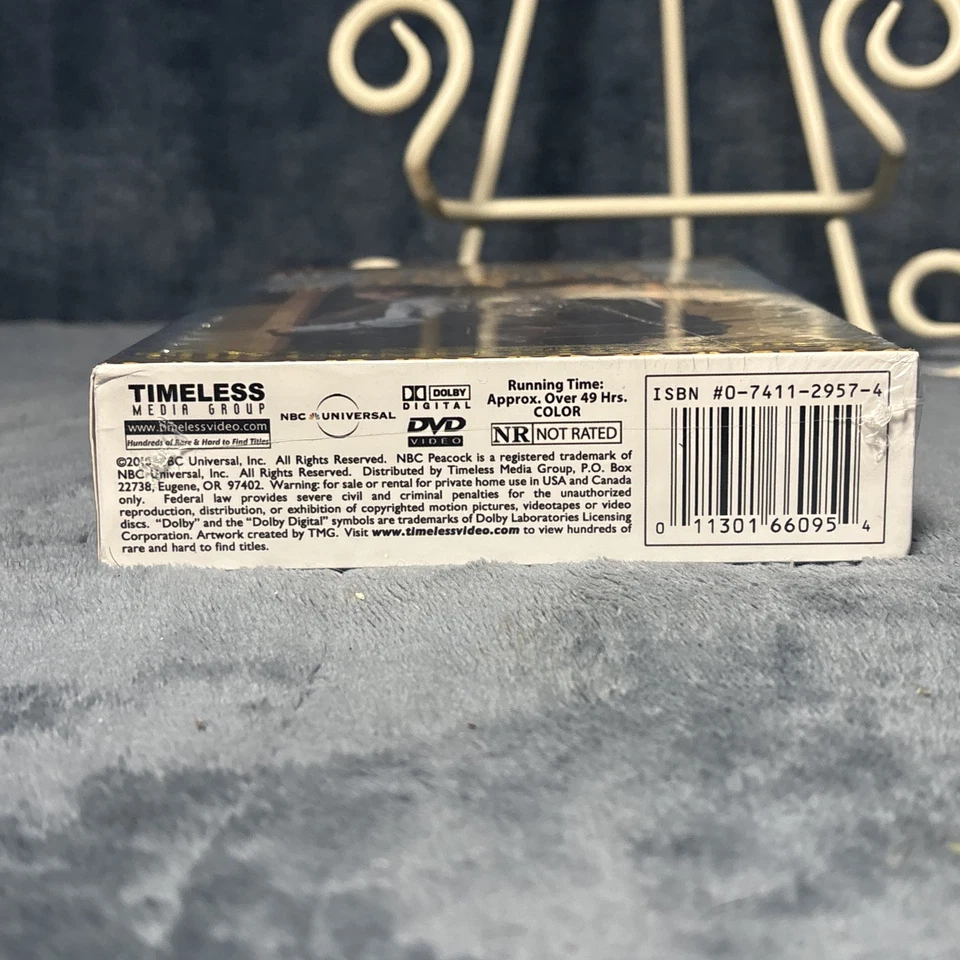 TIMELESS
MEDIA GROUP
www.timelessvideo.com
Hundreds of Rare & Hard to Find Titles
NBC UNIVERSAL
DOLBY
DIGITAL
DVD
VIDEO
Running Time:
Approx. Over 49 Hrs.
COLOR
NR NOT RATED
Universal, Inc. All Rights Reserved. NBC Peacock is a registered trademark of
NBC Universal, Inc. All Rights Reserved. Distributed by Timeless Media Group, P.O. Box
22738, Eugene, OR 97402. Warning: for sale or rental for private home use in USA and Canada
only. Federal law provides severe civil and criminal penalties for the unauthorized
reproduction, distribution, or exhibition of copyrighted motion pictures, videotapes or video
discs. "Dolby" and the "Dolby Digital" symbols are trademarks of Dolby Laboratories Licensing
Corporation. Artwork created by TMG. Visit www.timelessvideo.com to view hundreds of
rare and hard to find titles.
ISBN #0-7411-2957-4
0 11301 66095 4